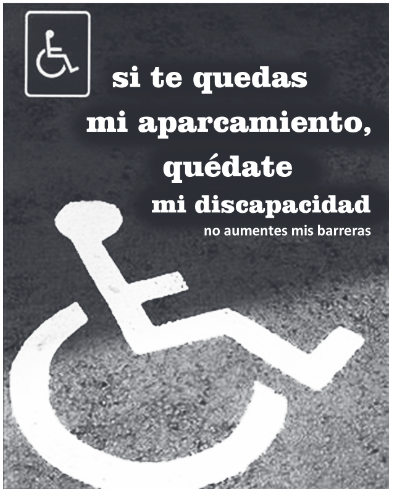 si te quedas
mi aparcamiento,
quédate
mi discapacidad
no aumentes mis barreras